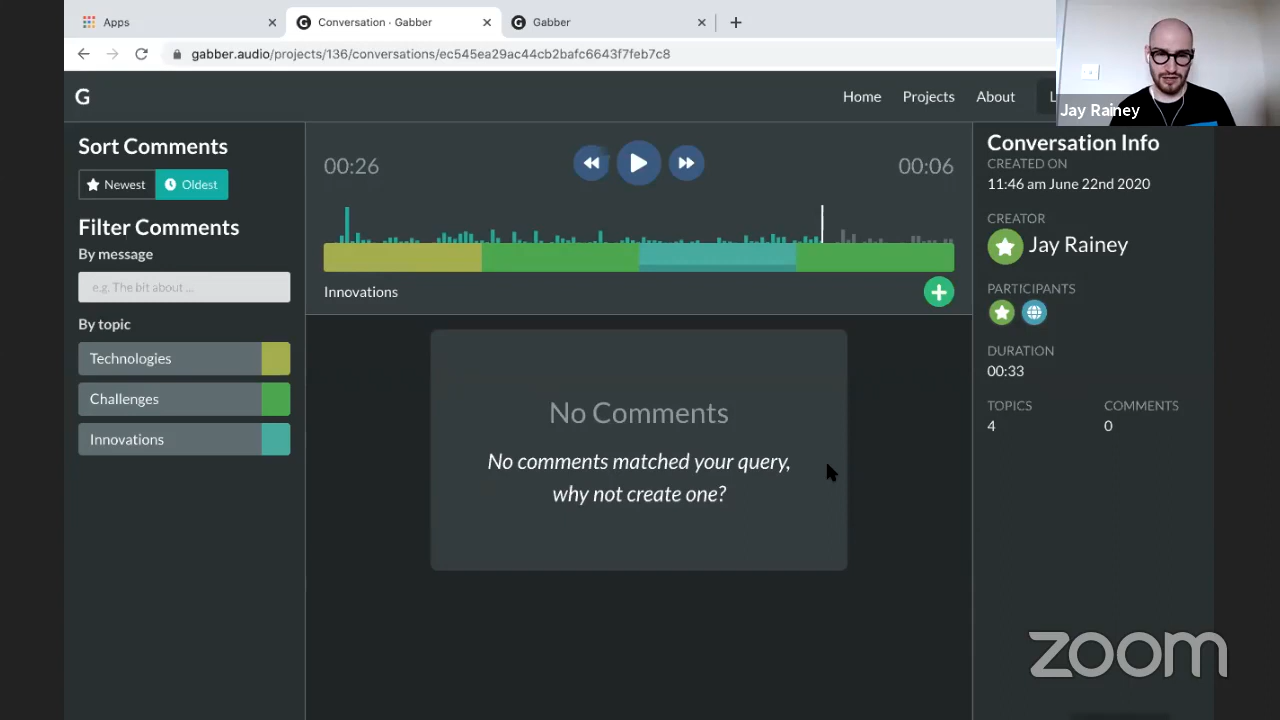 Apps
Conversation · Gabber
Gabber
gabber.audio/projects/136/conversations/ec545ea29ac44cb2bafc6643f7feb7c8
Jay Rainey
G
Home
Projects
About
Sort Comments
Newest
Oldest
Filter Comments
By message
e.g. The bit about ...
By topic
Technologies
Challenges
Innovations
00:26
00:06
Innovations
No Comments
No comments matched your query,
why not create one?
Conversation Info
CREATED ON
11:46 am June 22nd 2020
CREATOR
Jay Rainey
PARTICIPANTS
DURATION
00:33
TOPICS
COMMENTS
4
0
zoom